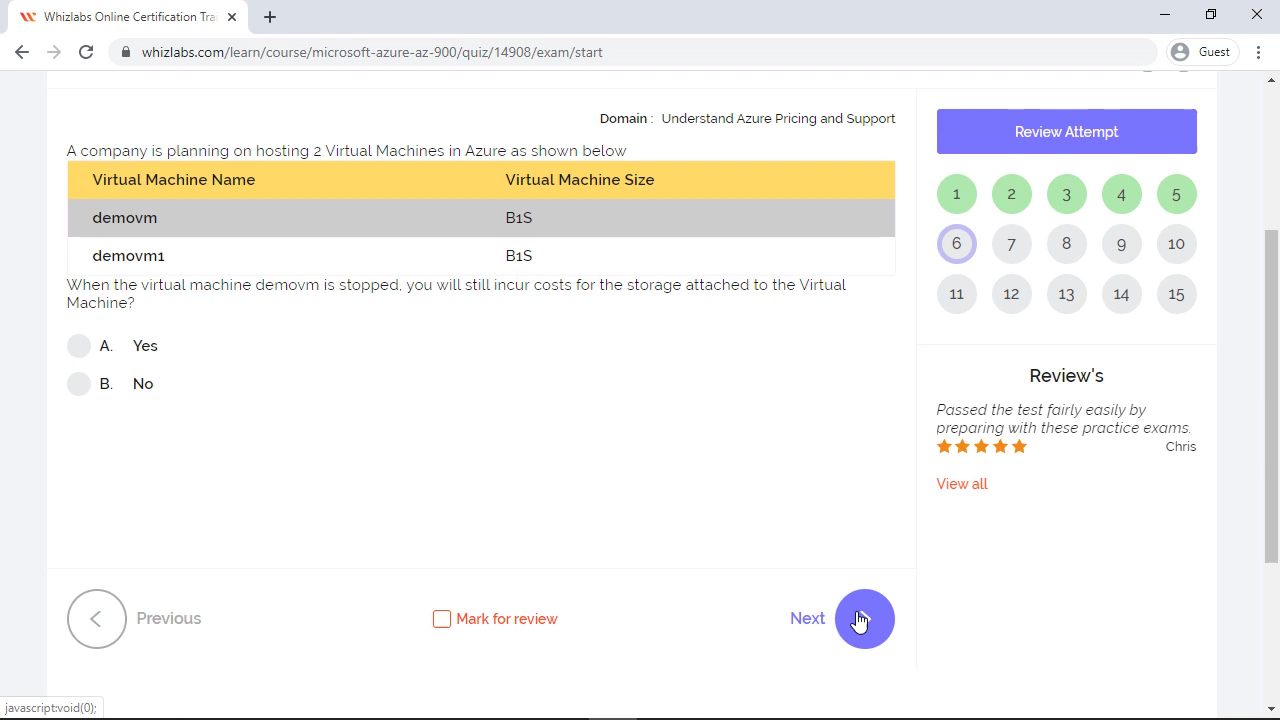 Whizlabs Online Certification Tra
whizlabs.com/learn/course/microsoft-azure-az-900/quiz/14908/exam/start
Guest
Domain : Understand Azure Pricing and Support
A company is planning on hosting 2 Virtual Machines in Azure as shown below
Virtual Machine Name Virtual Machine Size
demovm B1S
demovm1 B1S
When the virtual machine demovm is stopped, you will still incur costs for the storage attached to the Virtual
Machine?
A. Yes
B. No
Previous
Mark for review
Next
Review Attempt
1 2 3 4 5
6 7 8 9 10
11 12 13 14 15
Review's
Passed the test fairly easily by
preparing with these practice exams.
Chris
View all
javascript:void(0);